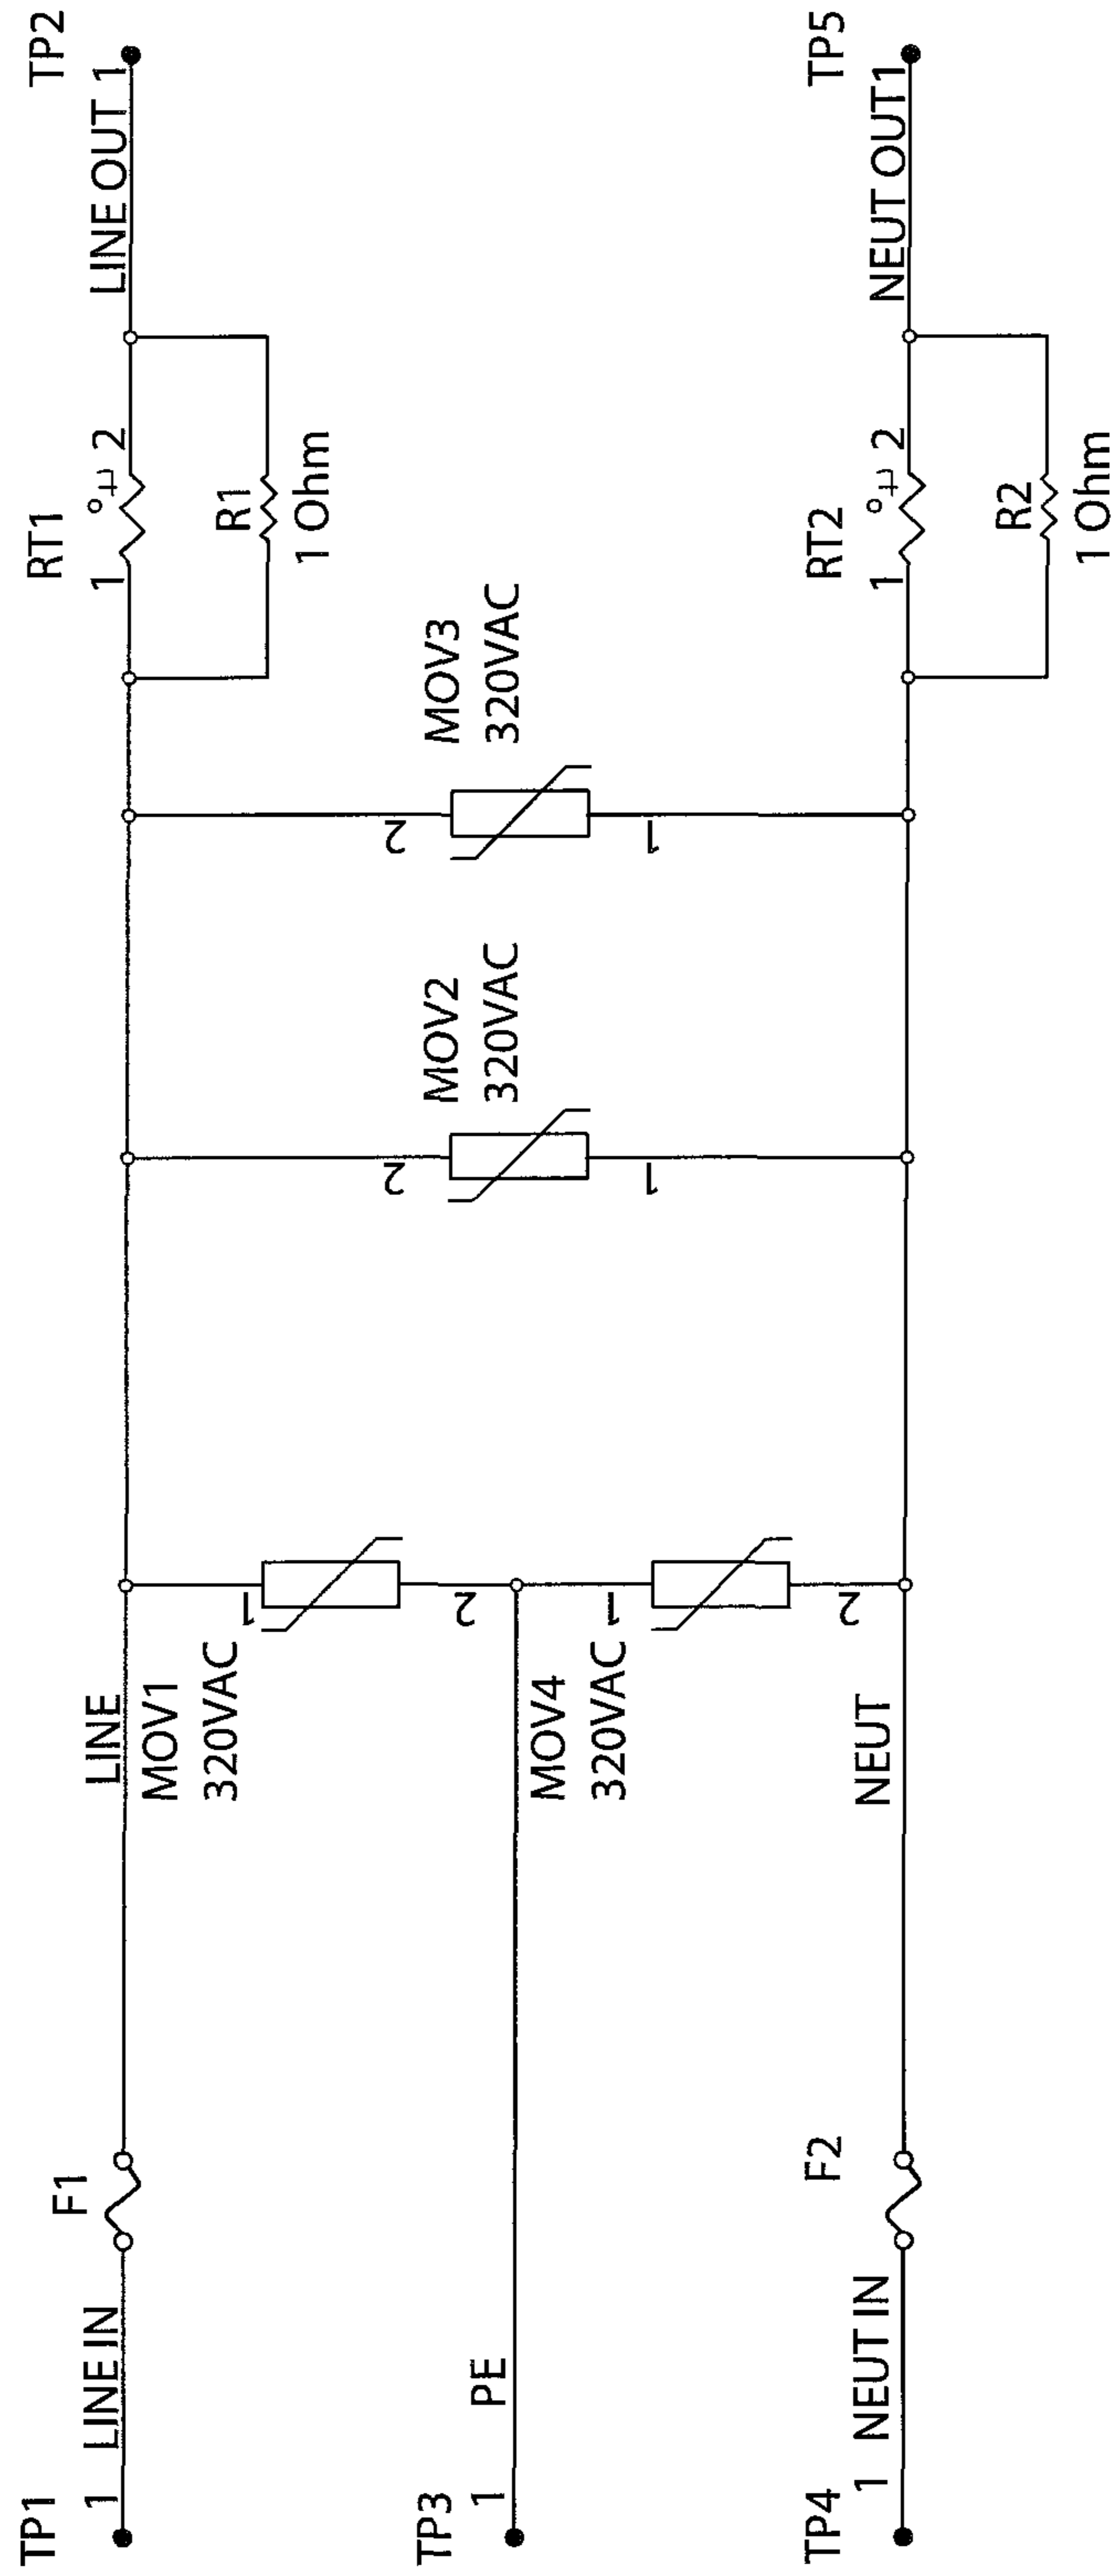 TP1
1
LINE IN
F1
LINE
MOV1
320VAC
1
2
RT1
1
2
R1
1 Ohm
LINE OUT 1
TP2
TP3
1
PE
MOV4
320VAC
1
2
MOV2
320VAC
2
1
MOV3
320VAC
2
1
TP4
1
NEUT IN
F2
NEUT
RT2
1
2
R2
1 Ohm
NEUT OUT1
TP5